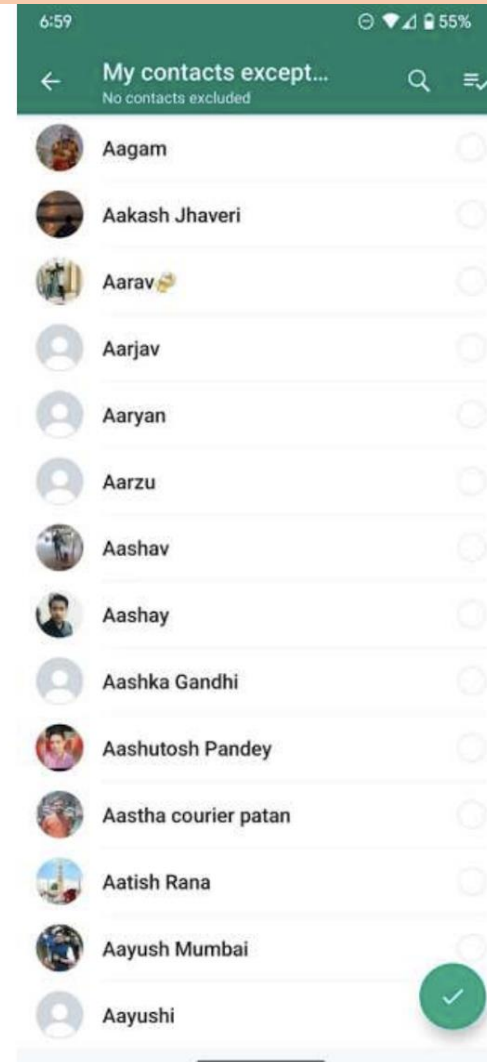 6:59 55%
My contacts except...
No contacts excluded
Aagam
Aakash Jhaveri
Aarav
Aarjav
Aaryan
Aarzu
Aashav
Aashay
Aashka Gandhi
Aashutosh Pandey
Aastha courier patan
Aatish Rana
Aayush Mumbai
Aayushi